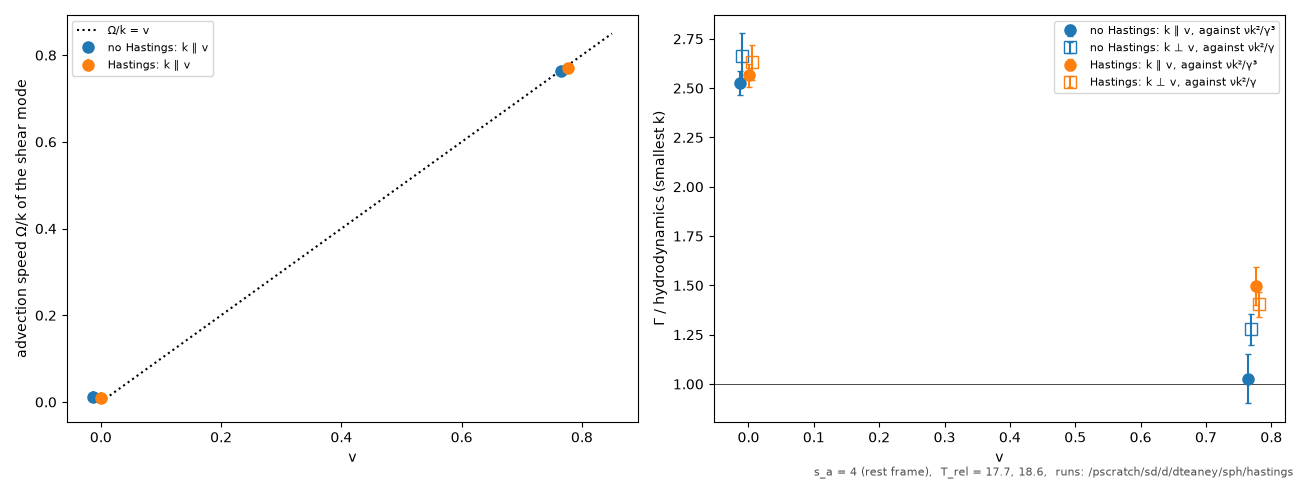 Ω/k = v
no Hastings: k ∥ v
Hastings: k ∥ v
advection speed Ω/k of the shear mode
0.8
0.6
0.4
0.2
0.0
0.0 0.2 0.4 0.6 0.8
v
no Hastings: k ∥ v, against νk²/γ³
no Hastings: k ⊥ v, against νk²/γ
Hastings: k ∥ v, against νk²/γ³
Hastings: k ⊥ v, against νk²/γ
Γ / hydrodynamics (smallest k)
2.75
2.50
2.25
2.00
1.75
1.50
1.25
1.00
0.0 0.1 0.2 0.3 0.4 0.5 0.6 0.7 0.8
v
s_a = 4 (rest frame), T_rel = 17.7, 18.6, runs: /pscratch/sd/d/dteaney/sph/hastings